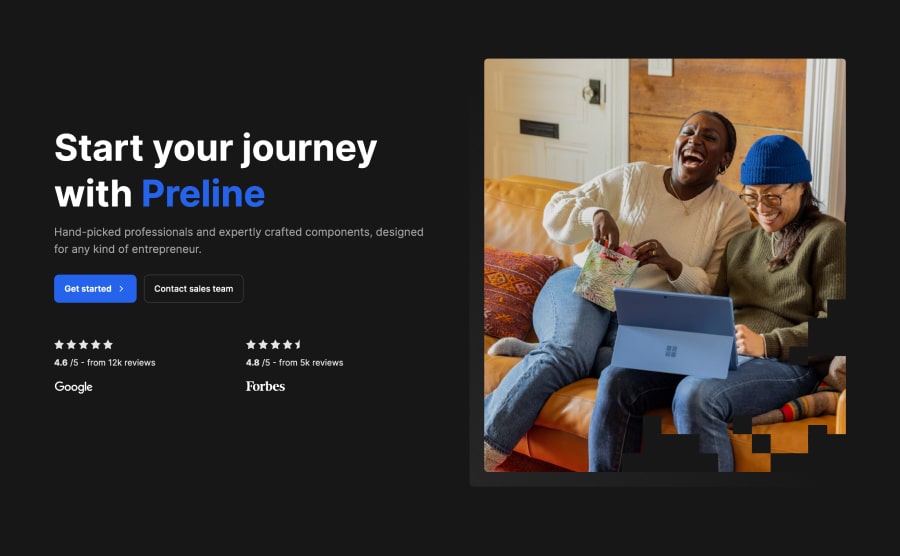 Start your journey
with Preline
Hand-picked professionals and expertly crafted components, designed
for any kind of entrepreneur.
Get started
Contact sales team
4.6 /5 - from 12k reviews
4.8 /5 - from 5k reviews
Google
Forbes